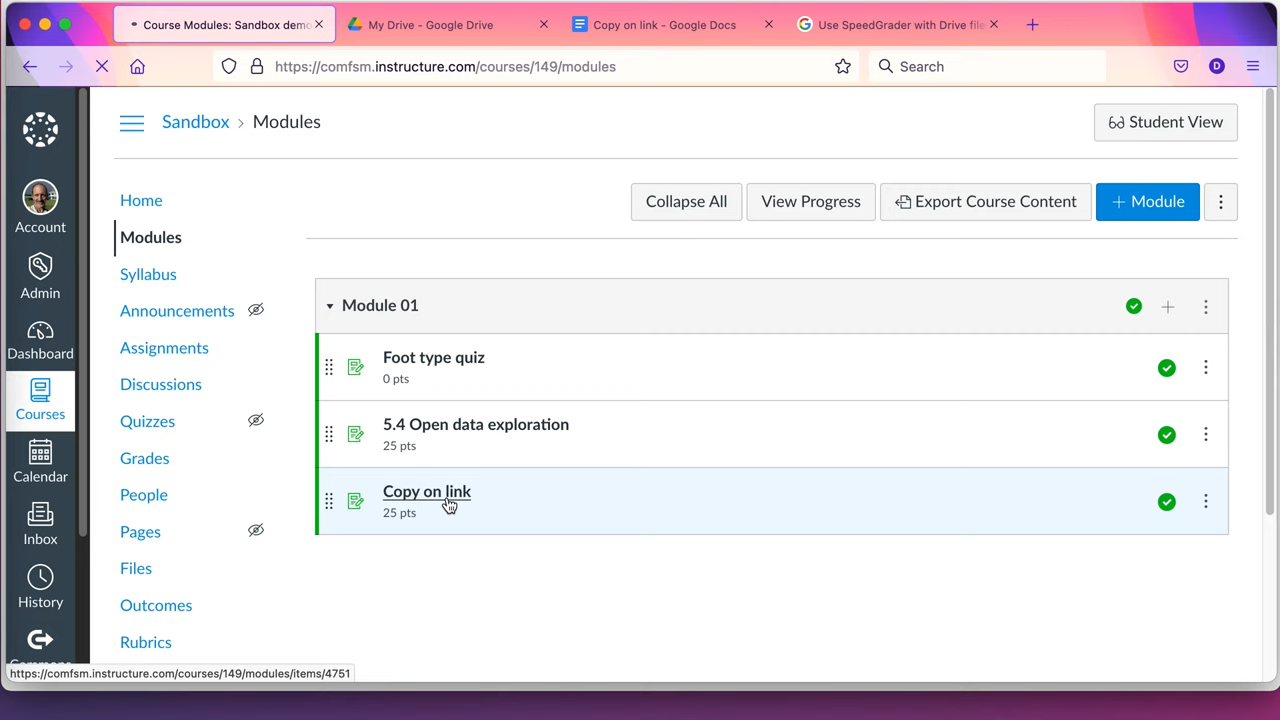 Course Modules: Sandbox demo
My Drive - Google Drive
Copy on link - Google Docs
Use SpeedGrader with Drive file
https://comfsm.instructure.com/courses/149/modules
Search
D
Sandbox > Modules
Student View
Account
Admin
Dashboard
Courses
Calendar
Inbox
History
Commons
Home
Modules
Syllabus
Announcements
Assignments
Discussions
Quizzes
Grades
People
Pages
Files
Outcomes
Rubrics
Collapse All
View Progress
Export Course Content
+ Module
Module 01
Foot type quiz
0 pts
5.4 Open data exploration
25 pts
Copy on link
25 pts
https://comfsm.instructure.com/courses/149/modules/items/4751